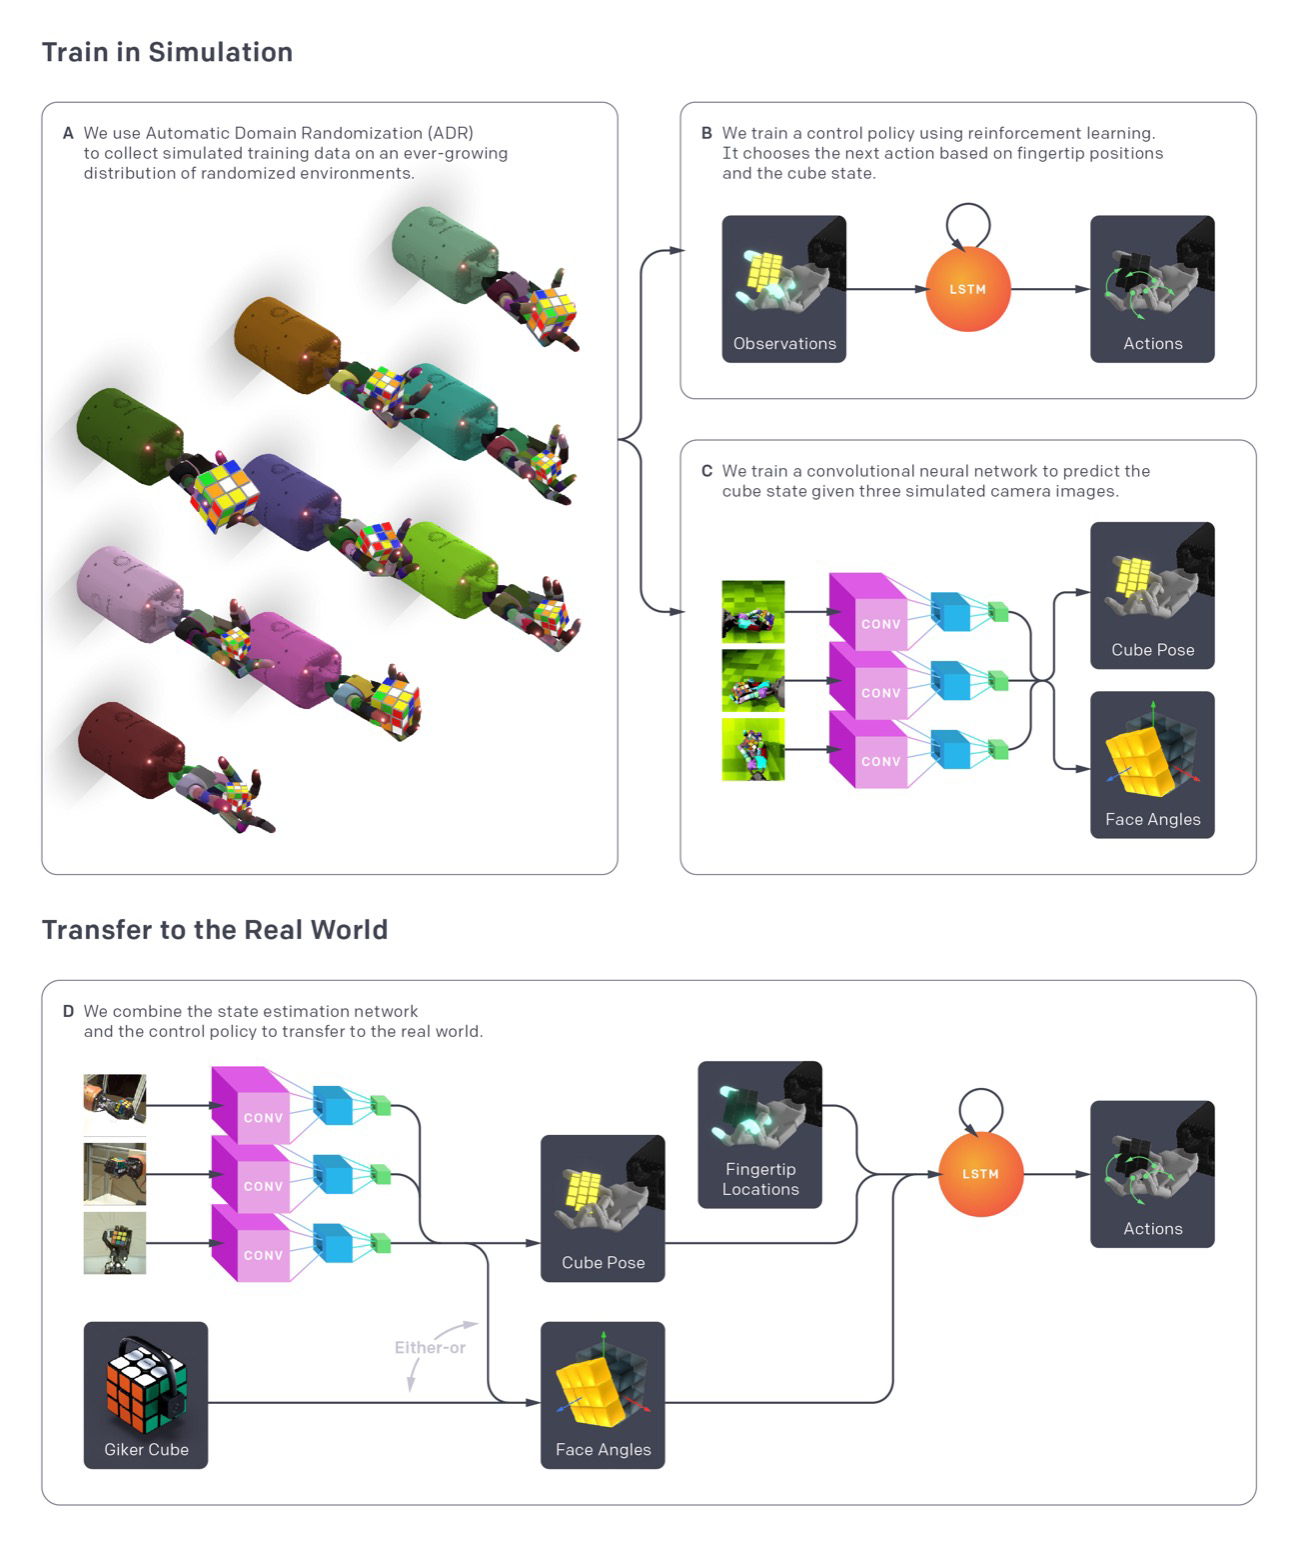 Train in Simulation
A We use Automatic Domain Randomization (ADR)
to collect simulated training data on an ever-growing
distribution of randomized environments.
B We train a control policy using reinforcement learning.
It chooses the next action based on fingertip positions
and the cube state.
Observations
LSTM
Actions
C We train a convolutional neural network to predict the
cube state given three simulated camera images.
CONV
CONV
CONV
Cube Pose
Face Angles
Transfer to the Real World
D We combine the state estimation network
and the control policy to transfer to the real world.
CONV
CONV
CONV
Cube Pose
Fingertip
Locations
LSTM
Actions
Either-or
Giker Cube
Face Angles